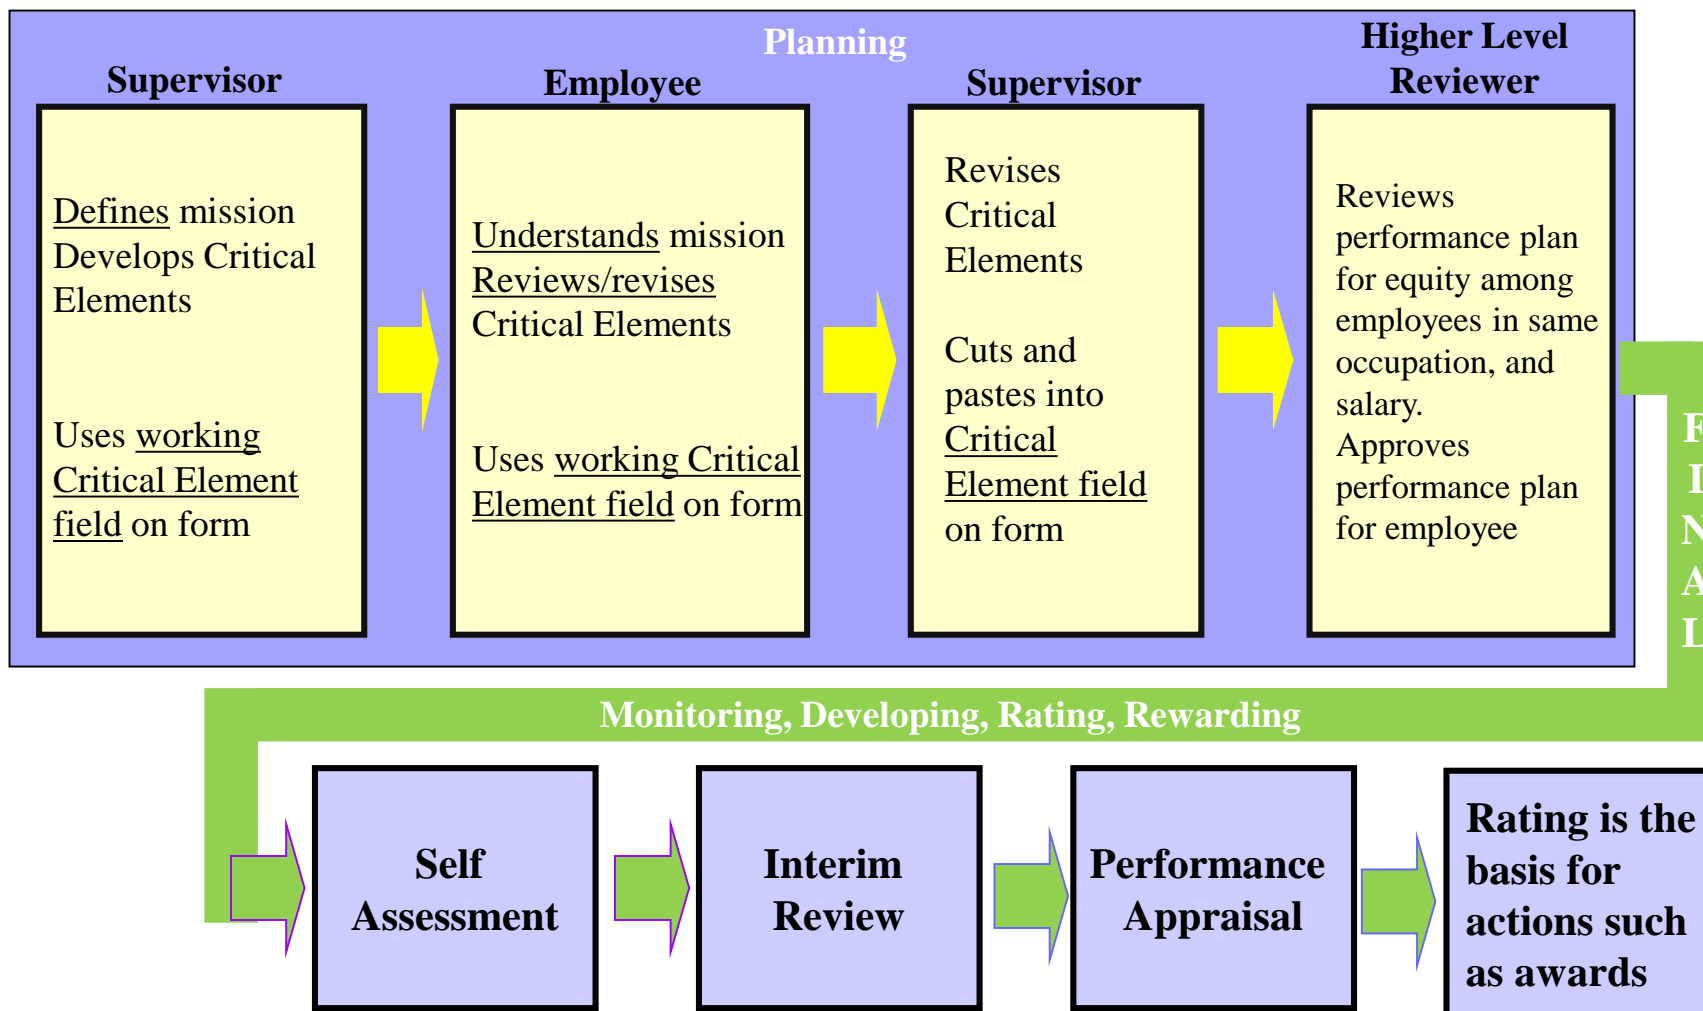 Planning
Supervisor
Defines mission
Develops Critical
Elements
Uses working
Critical Element
field on form
Employee
Understands mission
Reviews/revises
Critical Elements
Uses working Critical
Element field on form
Supervisor
Revises
Critical
Elements
Cuts and
pastes into
Critical
Element field
on form
Higher Level
Reviewer
Reviews
performance plan
for equity among
employees in same
occupation, and
salary.
Approves
performance plan
for employee
F
I
N
A
L
Monitoring, Developing, Rating, Rewarding
Self
Assessment
Interim
Review
Performance
Appraisal
Rating is the
basis for
actions such
as awards